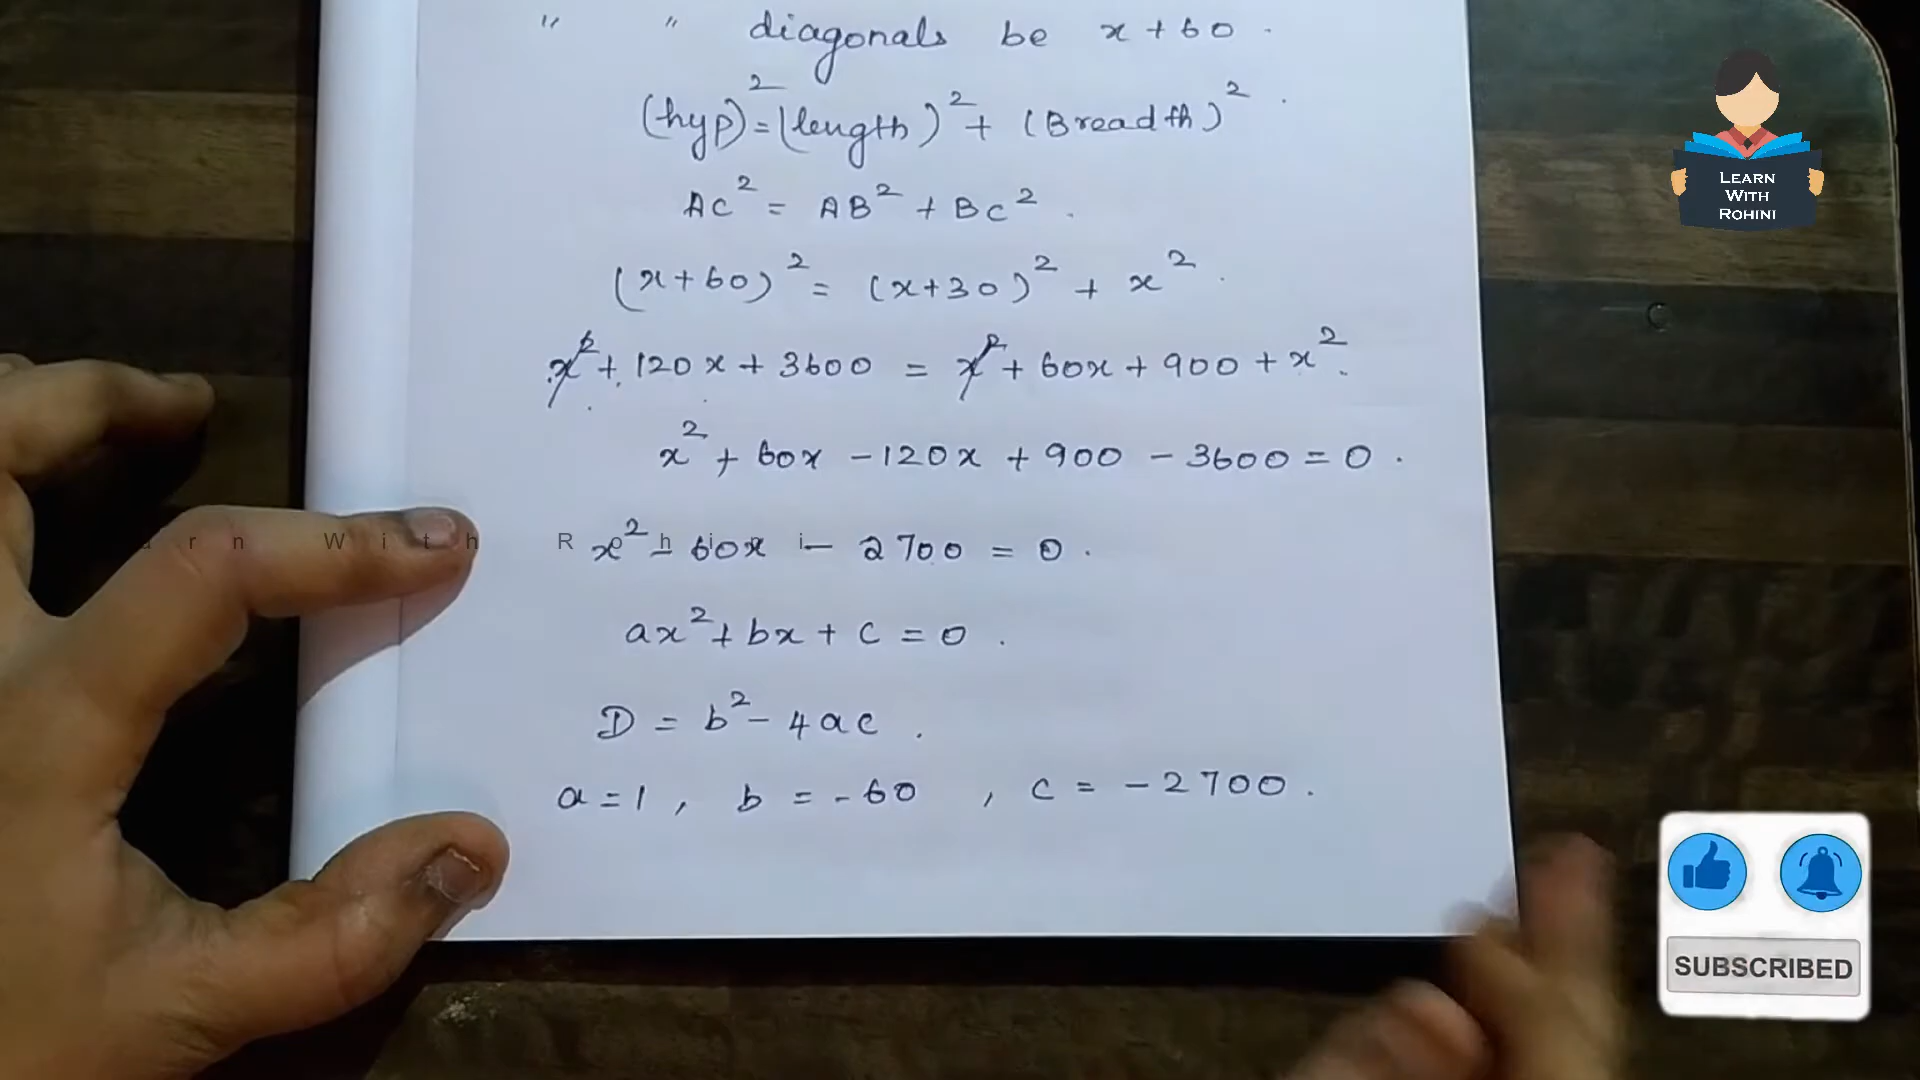 " " diagonals be x + 60 .
(hyp)² = (length)² + (Breadth)² .
AC² = AB² + BC² .
(x+60)² = (x+30)² + x² .
x² + 120x + 3600 = x² + 60x + 900 + x² .
x² + 60x - 120x + 900 - 3600 = 0 .
x² - 60x - 2700 = 0 .
ax² + bx + c = 0 .
D = b² - 4ac .
a = 1 , b = -60 , c = -2700 .
LEARN
WITH
ROHINI
arn With Rohini
SUBSCRIBED